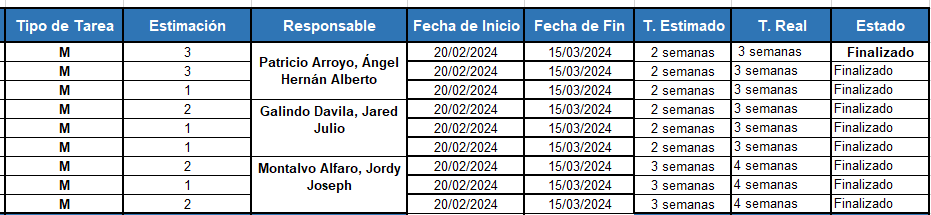 Tipo de Tarea Estimación Responsable Fecha de Inicio Fecha de Fin T. Estimado T. Real Estado
M 3 Patricio Arroyo, Ángel Hernán Alberto 20/02/2024 15/03/2024 2 semanas 3 semanas Finalizado
M 3 20/02/2024 15/03/2024 2 semanas 3 semanas Finalizado
M 1 20/02/2024 15/03/2024 2 semanas 3 semanas Finalizado
M 2 Galindo Davila, Jared Julio 20/02/2024 15/03/2024 2 semanas 3 semanas Finalizado
M 1 20/02/2024 15/03/2024 2 semanas 3 semanas Finalizado
M 1 20/02/2024 15/03/2024 2 semanas 3 semanas Finalizado
M 2 Montalvo Alfaro, Jordy Joseph 20/02/2024 15/03/2024 3 semanas 4 semanas Finalizado
M 1 20/02/2024 15/03/2024 3 semanas 4 semanas Finalizado
M 2 20/02/2024 15/03/2024 3 semanas 4 semanas Finalizado